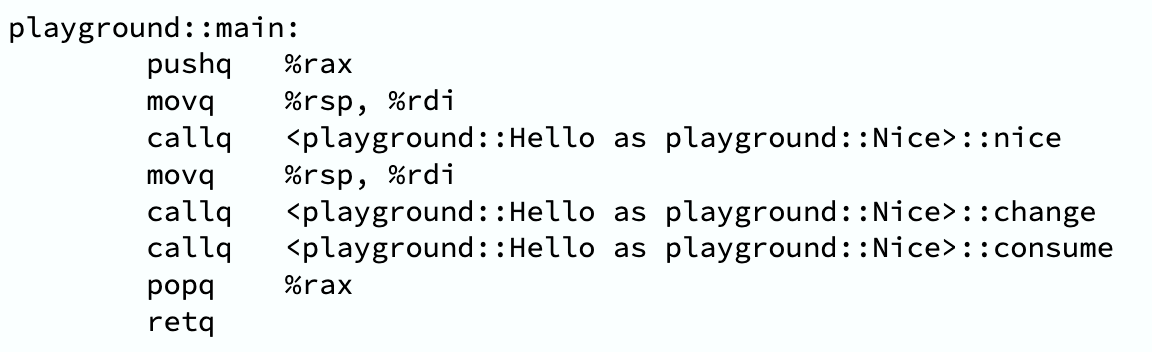 playground::main:
        pushq   %rax
        movq    %rsp, %rdi
        callq   <playground::Hello as playground::Nice>::nice
        movq    %rsp, %rdi
        callq   <playground::Hello as playground::Nice>::change
        callq   <playground::Hello as playground::Nice>::consume
        popq    %rax
        retq